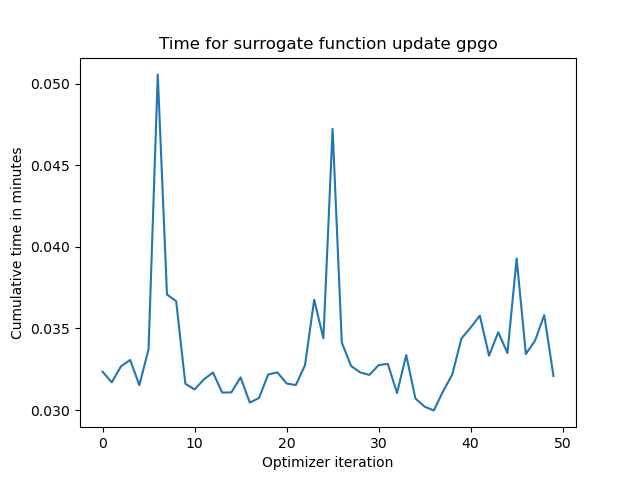 Time for surrogate function update gpgo
Cumulative time in minutes
0.050
0.045
0.040
0.035
0.030
0 10 20 30 40 50
Optimizer iteration